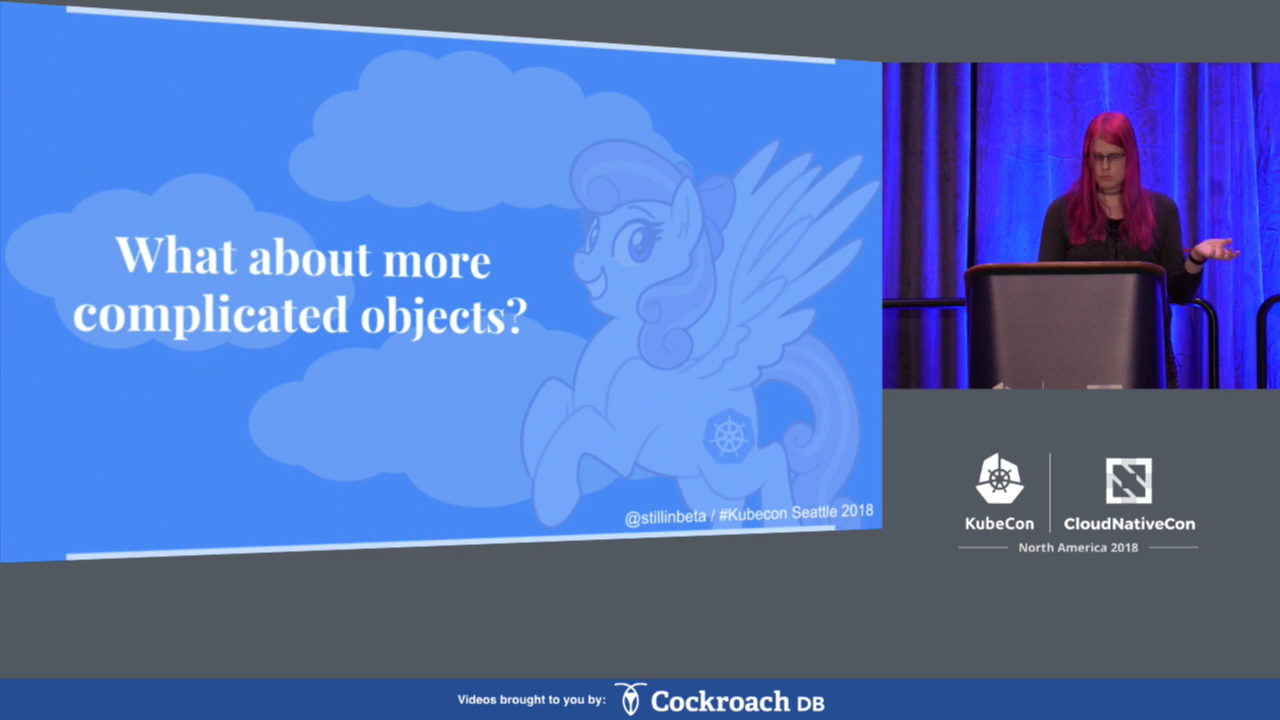 What about more
complicated objects?
@stillinbeta / #Kubecon Seattle 2018
KubeCon
CloudNativeCon
North America 2018
Videos brought to you by:
Cockroach DB